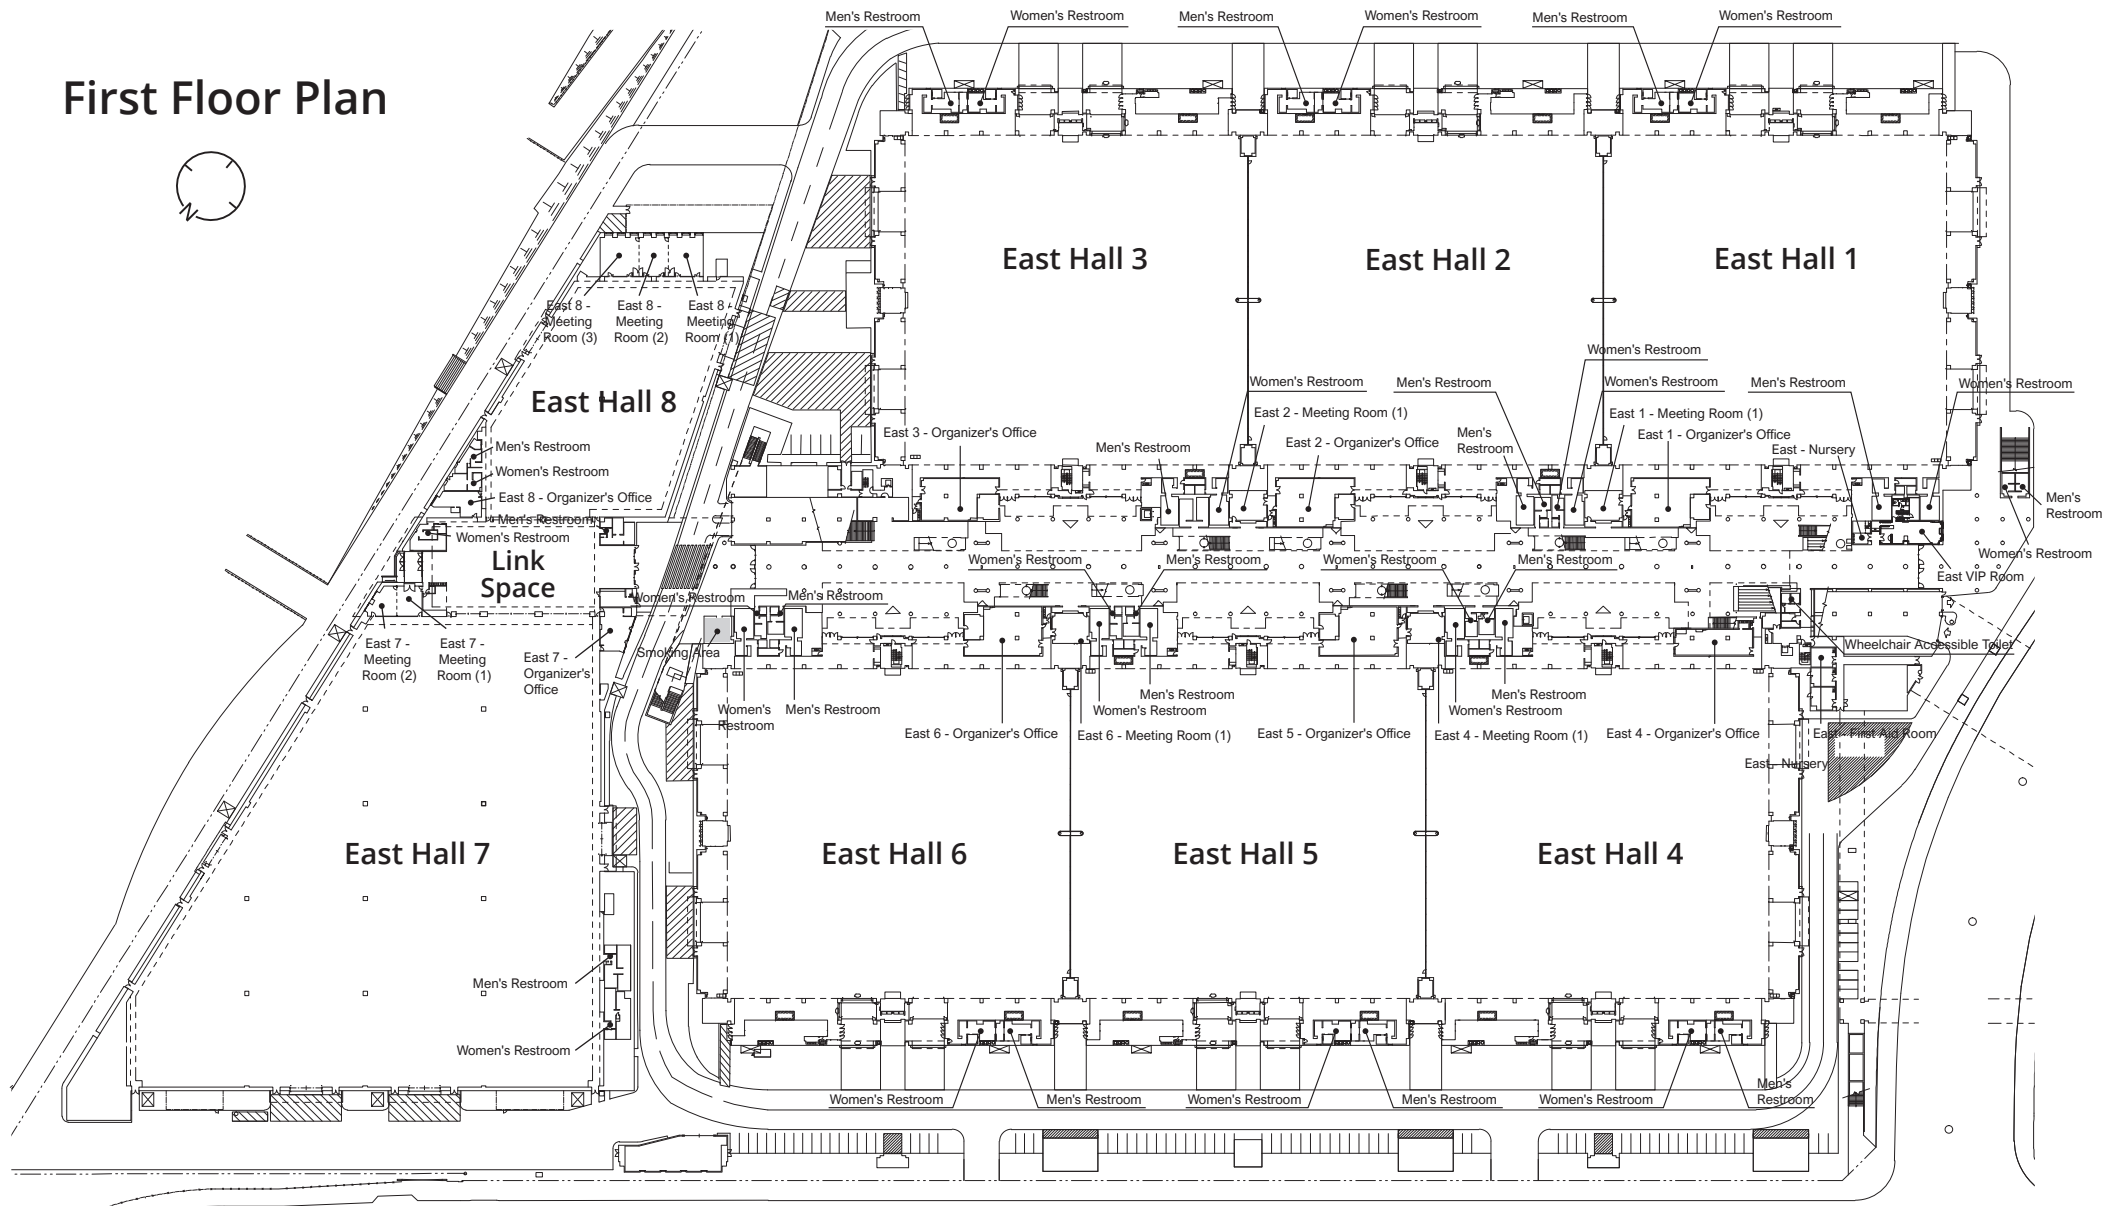 First Floor Plan
N
Men's Restroom
Women's Restroom
Men's Restroom
Women's Restroom
Men's Restroom
Women's Restroom
East Hall 3
East Hall 2
East Hall 1
East 8 -
Meeting
Room (3)
East 8 -
Meeting
Room (2)
East 8 -
Meeting
Room (1)
East Hall 8
Women's Restroom
Women's Restroom
Men's Restroom
Women's Restroom
Men's Restroom
Women's Restroom
East 2 - Meeting Room (1)
East 1 - Meeting Room (1)
East 3 - Organizer's Office
East 2 - Organizer's Office
Men's
Restroom
East 1 - Organizer's Office
Men's Restroom
East - Nursery
Men's Restroom
Women's Restroom
East 8 - Organizer's Office
Men's Restroom
Women's Restroom
Men's
Restroom
Link
Space
Women's Restroom
Men's Restroom
Women's Restroom
Men's Restroom
Women's Restroom
East VIP Room
Women's Restroom
Men's Restroom
Smoking Area
East 7 -
Meeting
Room (2)
East 7 -
Meeting
Room (1)
East 7 -
Organizer's
Office
Wheelchair Accessible Toilet
Women's
Restroom
Men's Restroom
Men's Restroom
Women's Restroom
Men's Restroom
Women's Restroom
East 6 - Organizer's Office
East 6 - Meeting Room (1)
East 5 - Organizer's Office
East 4 - Meeting Room (1)
East 4 - Organizer's Office
East - First Aid Room
East - Nursery
East Hall 7
East Hall 6
East Hall 5
East Hall 4
Men's Restroom
Women's Restroom
Women's Restroom
Men's Restroom
Women's Restroom
Men's Restroom
Women's Restroom
Men's
Restroom